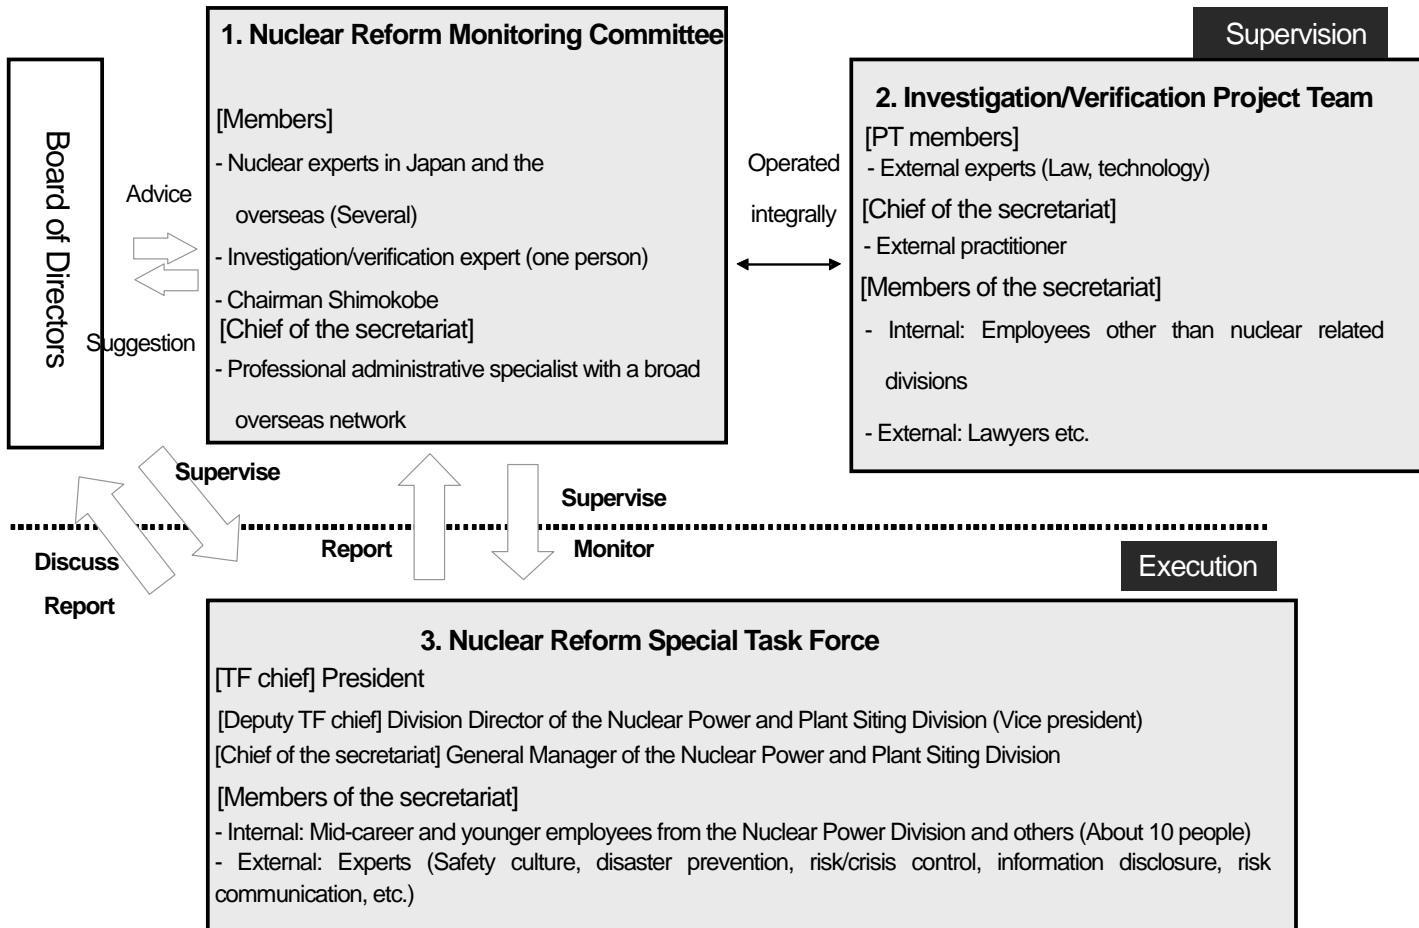 Board of Directors
Advice
Suggestion
1. Nuclear Reform Monitoring Committee
[Members]
- Nuclear experts in Japan and the
overseas (Several)
- Investigation/verification expert (one person)
- Chairman Shimokobe
[Chief of the secretariat]
- Professional administrative specialist with a broad
overseas network
Operated
integrally
Supervision
2. Investigation/Verification Project Team
[PT members]
- External experts (Law, technology)
[Chief of the secretariat]
- External practitioner
[Members of the secretariat]
- Internal: Employees other than nuclear related
divisions
- External: Lawyers etc.
Supervise
Discuss
Report
Report
Supervise
Monitor
Execution
3. Nuclear Reform Special Task Force
[TF chief] President
[Deputy TF chief] Division Director of the Nuclear Power and Plant Siting Division (Vice president)
[Chief of the secretariat] General Manager of the Nuclear Power and Plant Siting Division
[Members of the secretariat]
- Internal: Mid-career and younger employees from the Nuclear Power Division and others (About 10 people)
- External: Experts (Safety culture, disaster prevention, risk/crisis control, information disclosure, risk
communication, etc.)